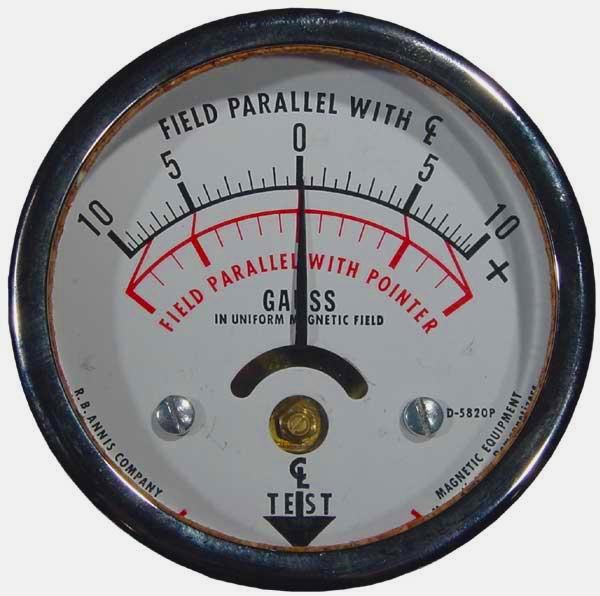 FIELD PARALLEL WITH ℄
10 5 0 5 10
+
FIELD PARALLEL WITH POINTER
GAUSS
IN UNIFORM MAGNETIC FIELD
D-5820P
R. B. ANNIS COMPANY
MAGNETIC EQUIPMENT
℄
TEST